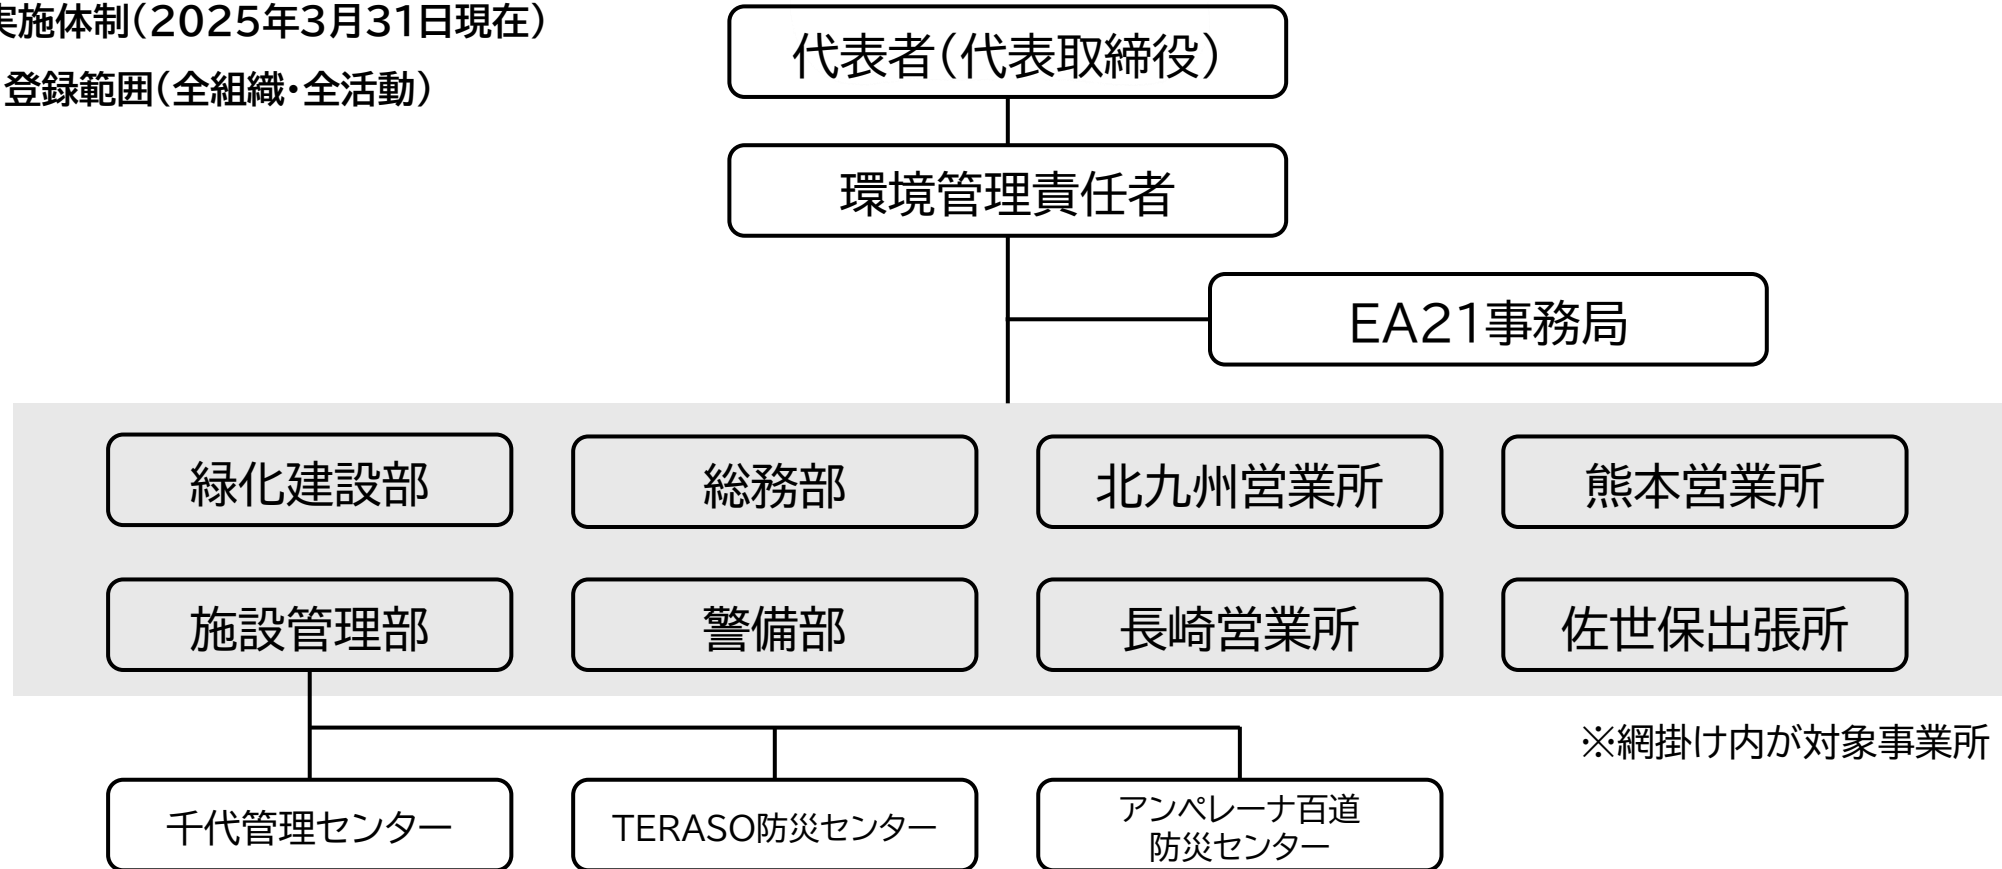 実施体制(2025年3月31日現在)
登録範囲(全組織・全活動)
代表者(代表取締役)
環境管理責任者
EA21事務局
緑化建設部
総務部
北九州営業所
熊本営業所
施設管理部
警備部
長崎営業所
佐世保出張所
※網掛け内が対象事業所
千代管理センター
TERASO防災センター
アンペレーナ百道
防災センター